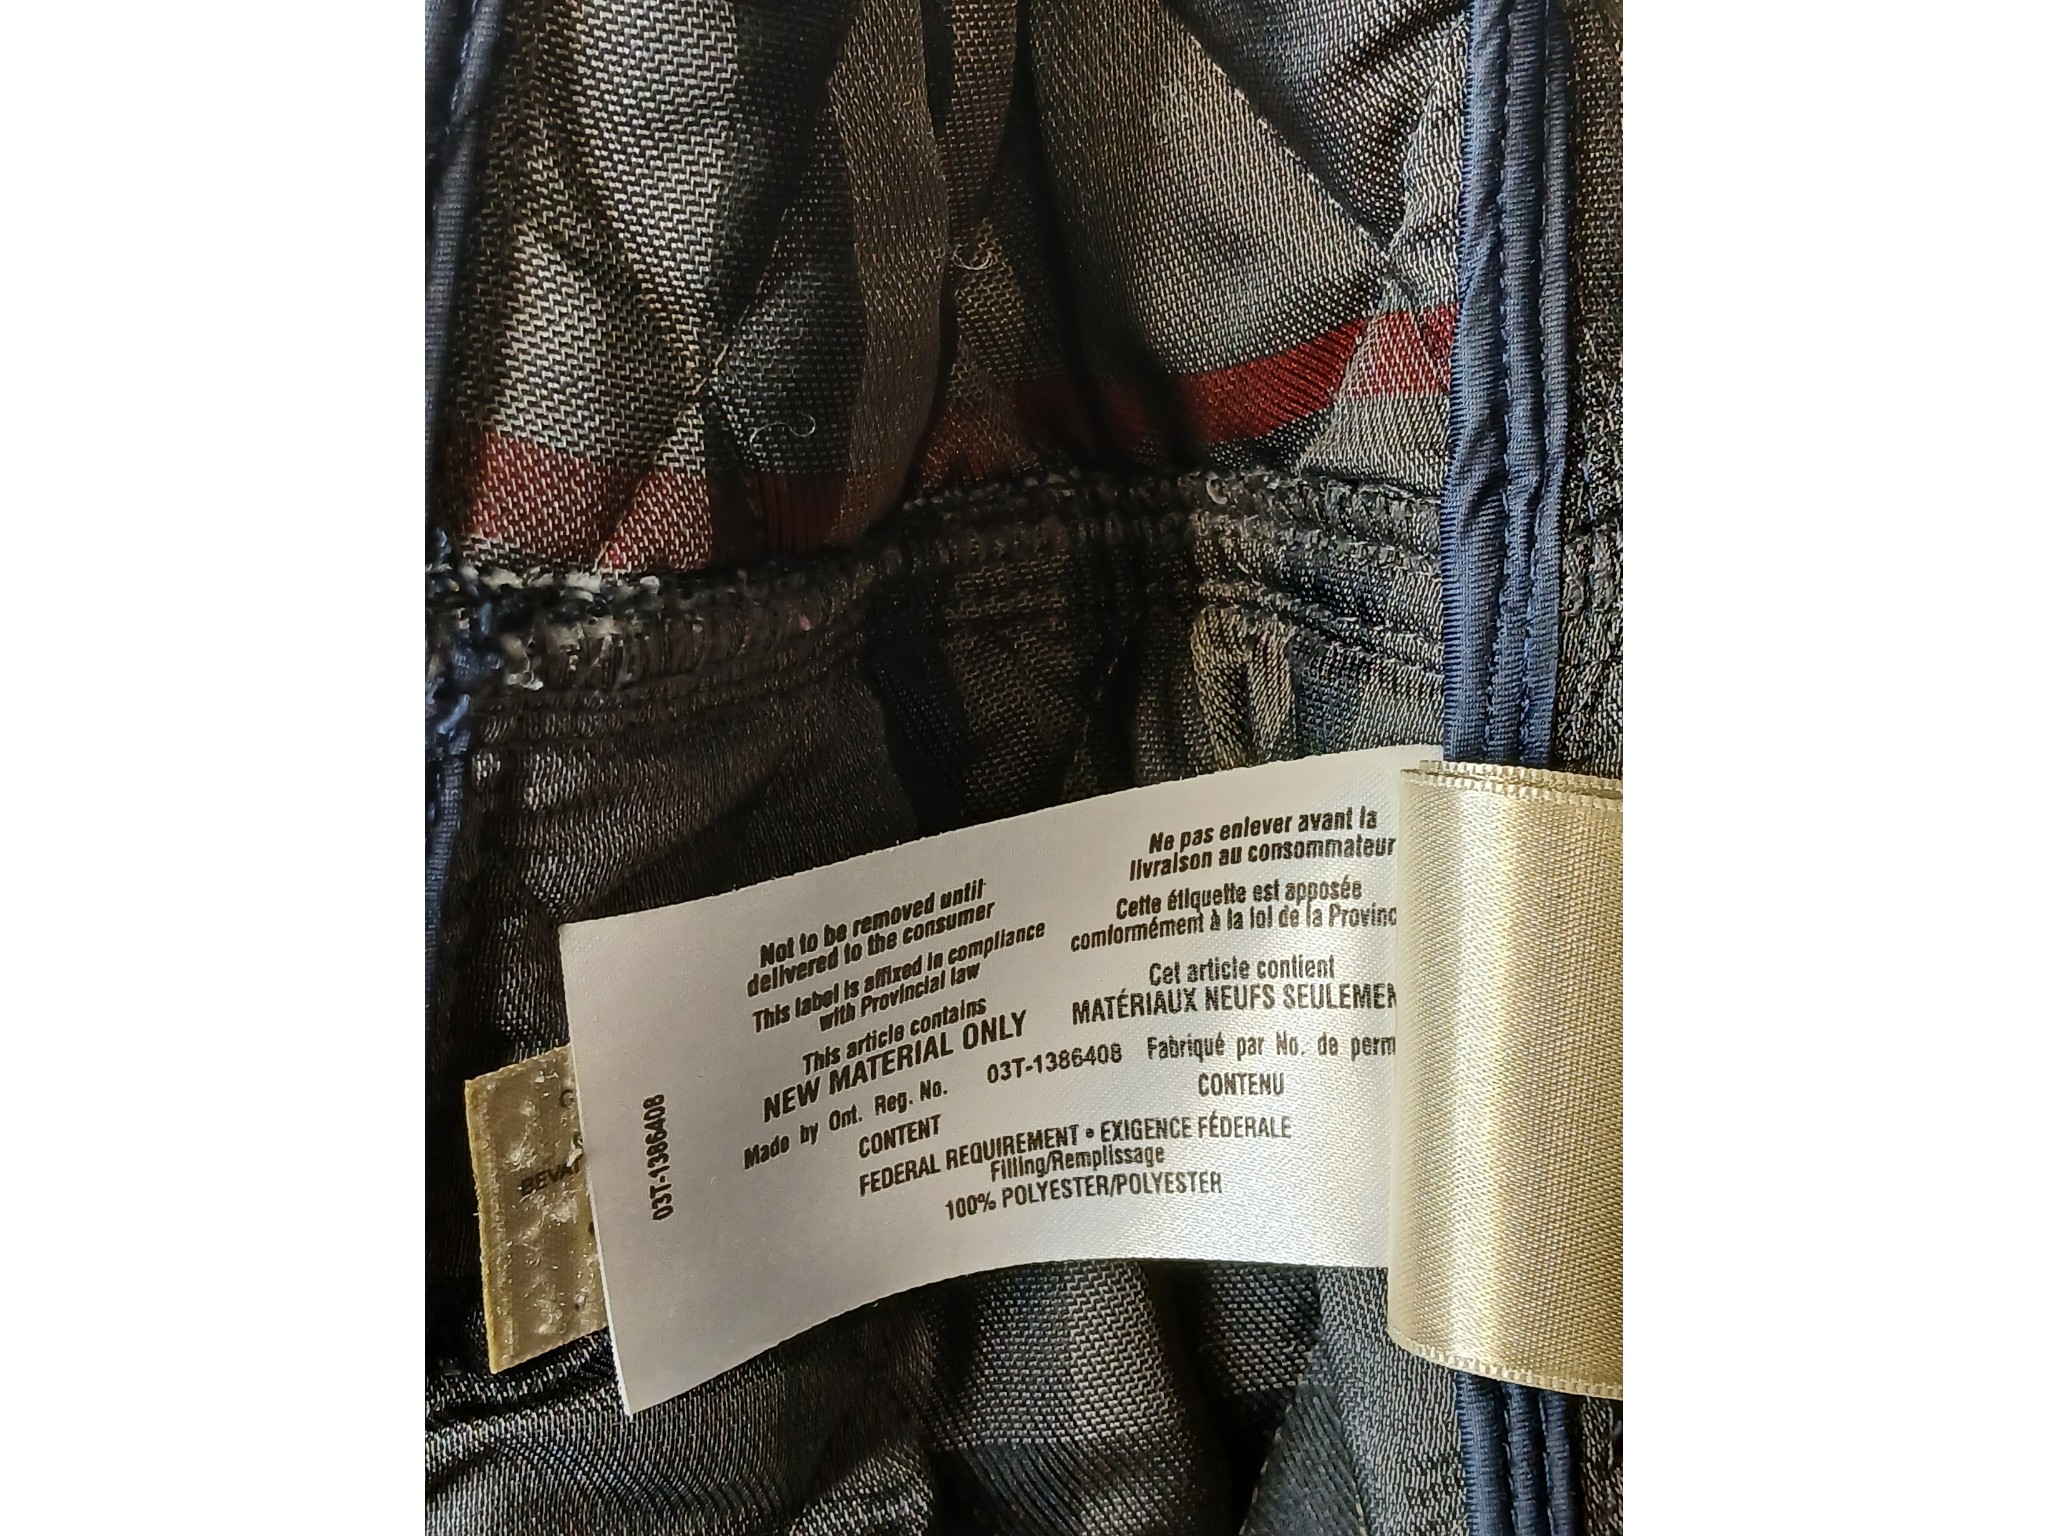 Not to be removed until
delivered to the consumer
This label is affixed in compliance
with Provincial law
This article contains
NEW MATERIAL ONLY
Made by Ont. Reg. No. 03T-1386408
CONTENT
Ne pas enlever avant la
livraison au consommateur
Cette étiquette est apposée
comformément à la loi de la Provinc
Cet article contient
MATÉRIAUX NEUFS SEULEMEN
Fabriqué par No. de perm
CONTENU
FEDERAL REQUIREMENT • EXIGENCE FÉDERALE
Filling/Remplissage
100% POLYESTER/POLYESTER
03T-1386408
BEVA